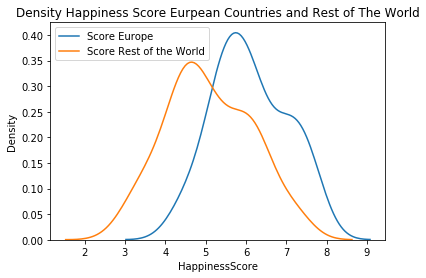 Density Happiness Score Eurpean Countries and Rest of The World
Score Europe
Score Rest of the World
0.40
0.35
0.30
0.25
0.20
0.15
0.10
0.05
0.00
Density
2 3 4 5 6 7 8 9
HappinessScore